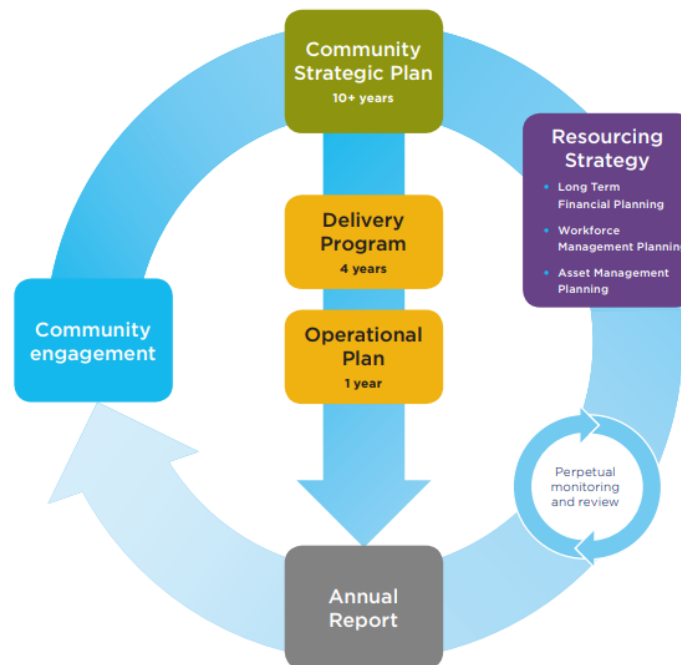 Community
Strategic Plan
10+ years
Resourcing
Strategy
• Long Term
Financial Planning
• Workforce
Management Planning
• Asset Management
Planning
Delivery
Program
4 years
Community
engagement
Operational
Plan
1 year
Perpetual
monitoring
and review
Annual
Report